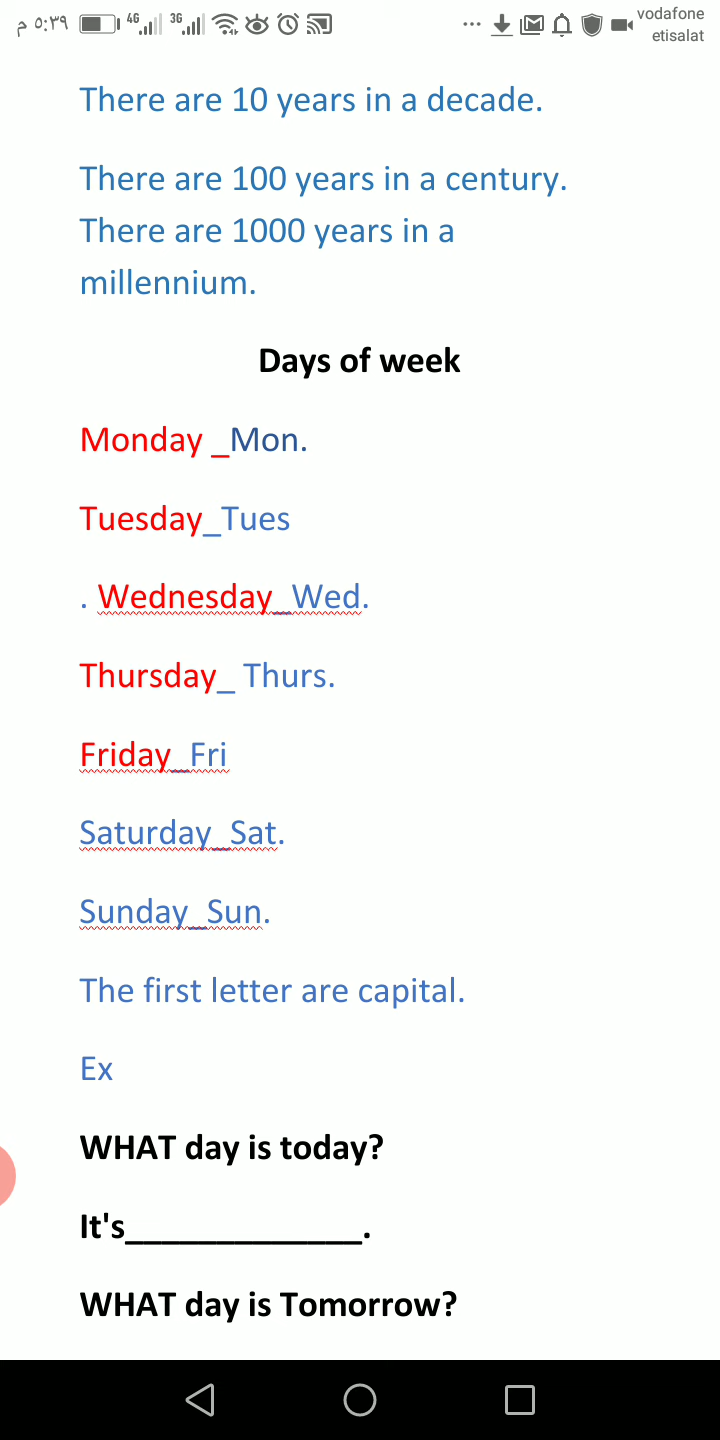 م ٥:٣٩ 4G 3G ... vodafone
etisalat
There are 10 years in a decade.
There are 100 years in a century.
There are 1000 years in a
millennium.
Days of week
Monday _Mon.
Tuesday_Tues
. Wednesday_Wed.
Thursday_ Thurs.
Friday_Fri
Saturday_Sat.
Sunday_Sun.
The first letter are capital.
Ex
WHAT day is today?
It's_____________.
WHAT day is Tomorrow?